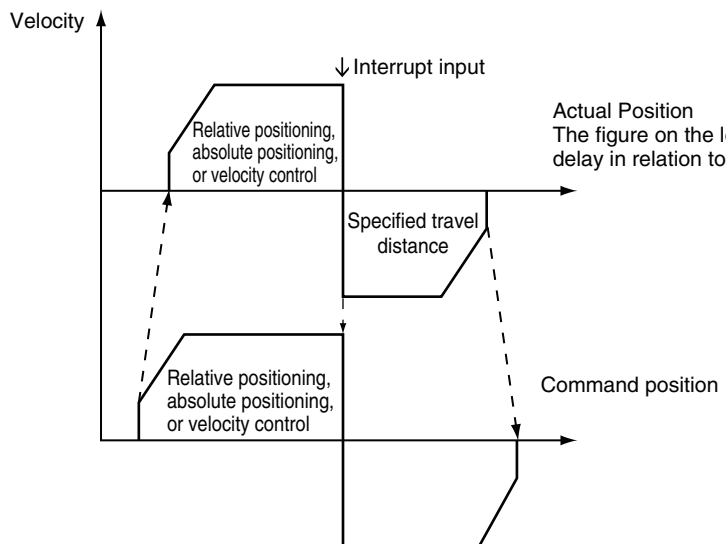 Velocity
Interrupt input
Relative positioning,
absolute positioning,
or velocity control
Actual Position
The figure on the
delay in relation to
Specified travel
distance
Relative positioning,
absolute positioning,
or velocity control
Command position